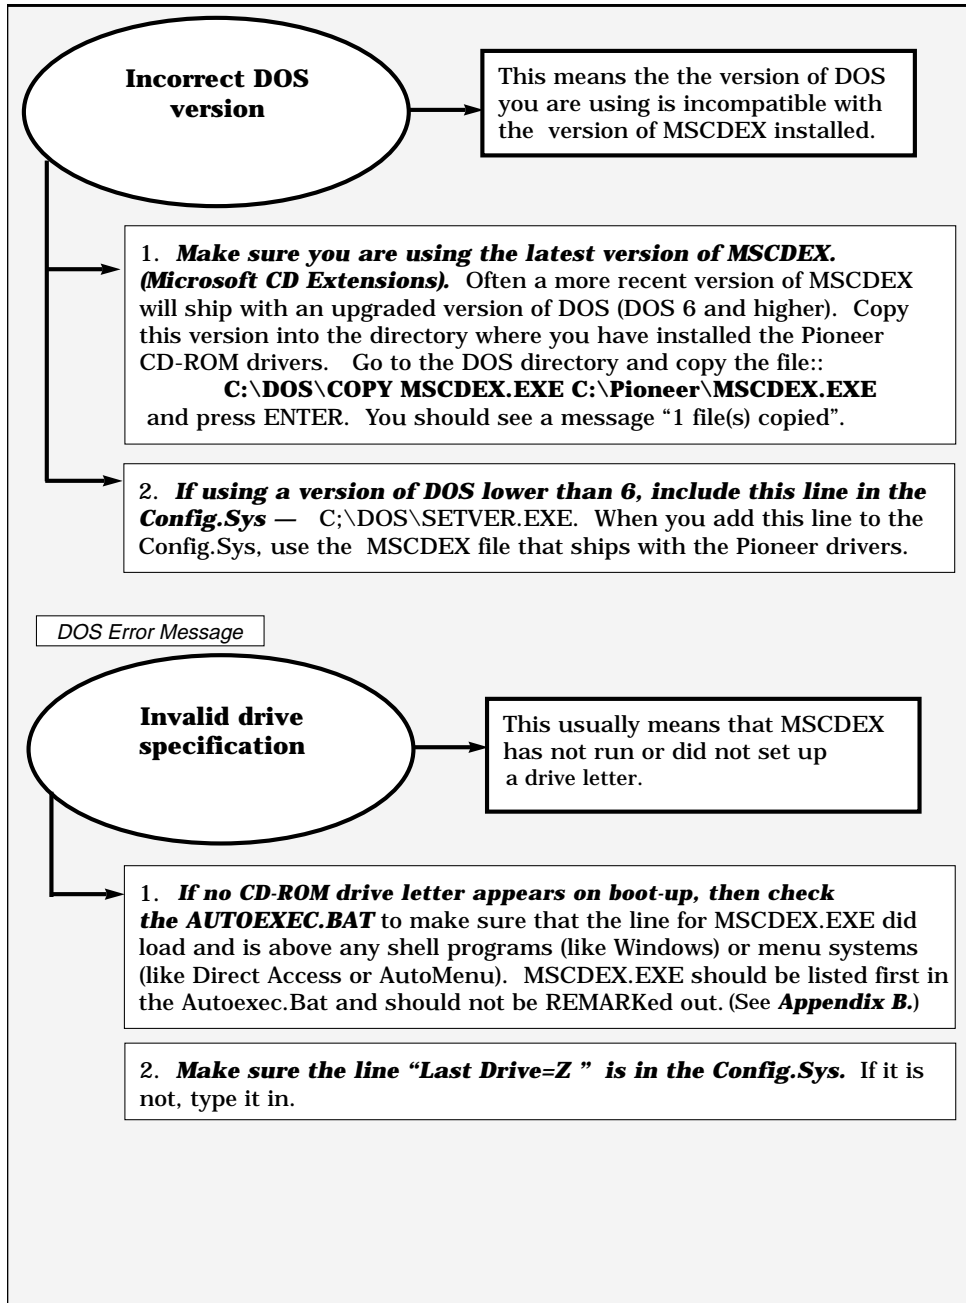 Incorrect DOS
version
This means the the version of DOS
you are using is incompatible with
the version of MSCDEX installed.
1. Make sure you are using the latest version of MSCDEX.
(Microsoft CD Extensions). Often a more recent version of MSCDEX
will ship with an upgraded version of DOS (DOS 6 and higher). Copy
this version into the directory where you have installed the Pioneer
CD-ROM drivers. Go to the DOS directory and copy the file::
C:\DOS\COPY MSCDEX.EXE C:\Pioneer\MSCDEX.EXE
and press ENTER. You should see a message “1 file(s) copied”.
2. If using a version of DOS lower than 6, include this line in the
Config.Sys — C;\DOS\SETVER.EXE. When you add this line to the
Config.Sys, use the MSCDEX file that ships with the Pioneer drivers.
DOS Error Message
Invalid drive
specification
This usually means that MSCDEX
has not run or did not set up
a drive letter.
1. If no CD-ROM drive letter appears on boot-up, then check
the AUTOEXEC.BAT to make sure that the line for MSCDEX.EXE did
load and is above any shell programs (like Windows) or menu systems
(like Direct Access or AutoMenu). MSCDEX.EXE should be listed first in
the Autoexec.Bat and should not be REMARKed out. (See Appendix B.)
2. Make sure the line “Last Drive=Z ” is in the Config.Sys. If it is
not, type it in.